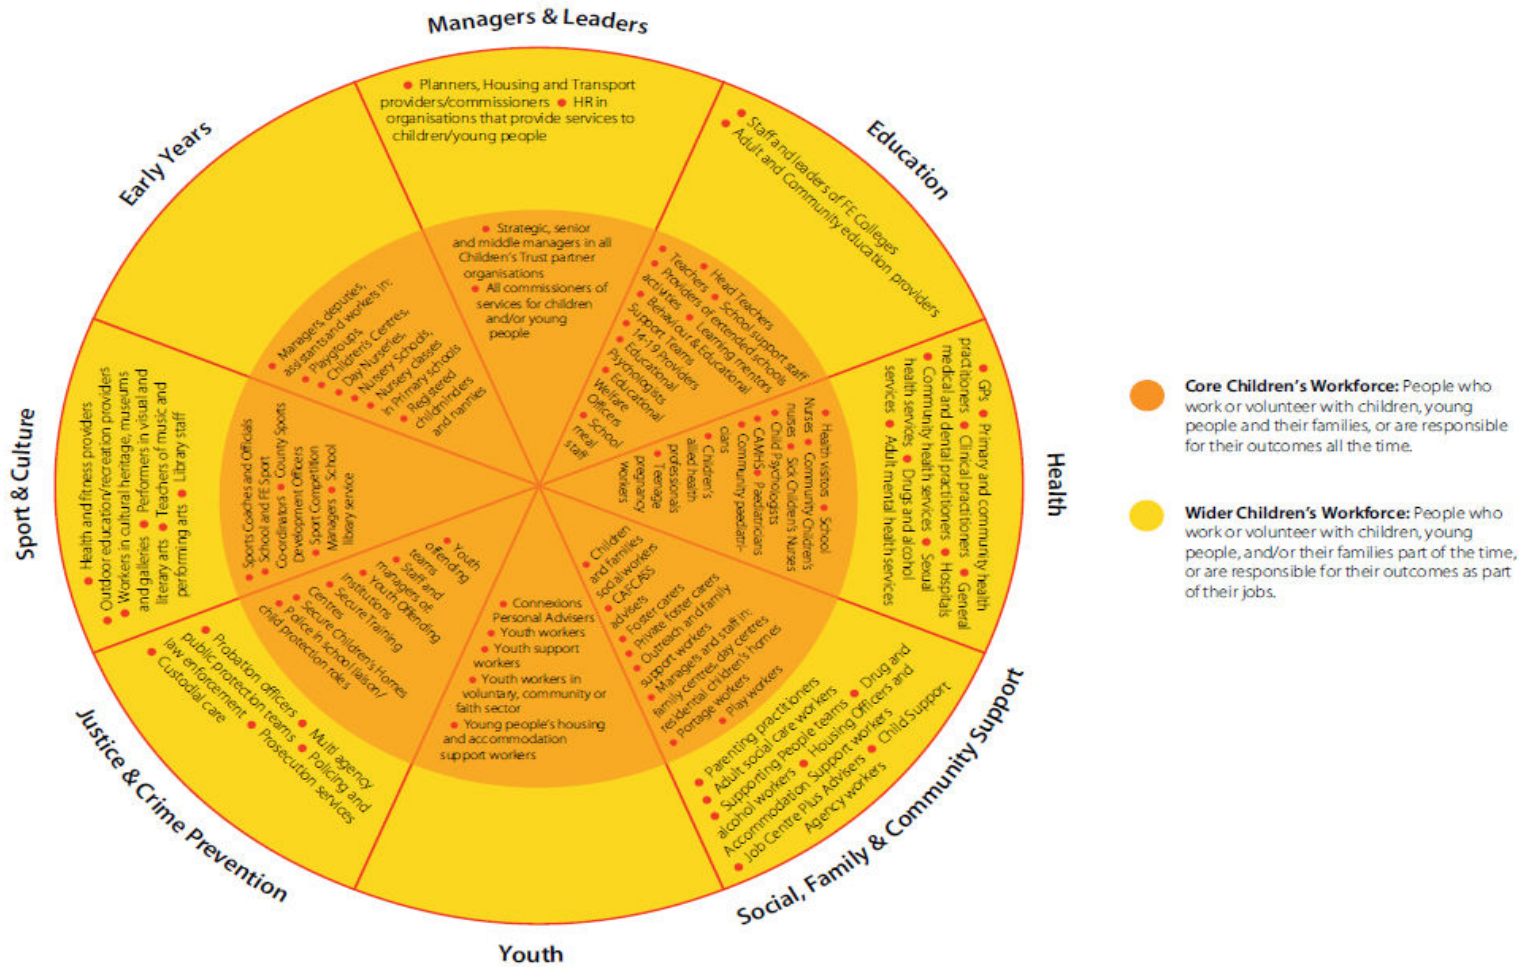 Managers & Leaders
• Planners, Housing and Transport
providers/commissioners • HR in
organisations that provide services to
children/young people
• Strategic, senior
and middle managers in all
Children's Trust partner
organisations
• All commissioners of
services for children
and/or young
people
Education
• Staff and leaders of FE Colleges
• Adult and Community education providers
• Head Teachers
• Teachers • School support staff
• Providers of extended schools
activities • Learning mentors
• Behaviour & Educational
Support Teams
• 14-19 Providers
• Educational
Psychologists
• Educational
Welfare
Officers
• School
meal
staff
Health
• GPs • Primary and community health
practitioners • Clinical practitioners • General
medical and dental practitioners • Hospitals
• Community health services • Sexual
health services • Drugs and alcohol
services • Adult mental health services
• Health visitors • School
Nurses • Community Children's
nurses • Sick Children's Nurses
• Child Psychologists
• CAMHS • Paediatricians
• Community paediatri-
cians
• Children's
allied health
professionals
• Teenage
pregnancy
workers
Social, Family & Community Support
• Children
and families
social workers
• CAFCASS
advisers
• Foster carers
• Private foster carers
• Outreach and family
support workers
• Managers and staff in:
family centres, day centres
residential children's homes
• Portage workers
• Play workers
• Parenting practitioners
• Adult social care workers
• Supporting People teams • Drug and
alcohol workers • Housing Officers and
Accommodation Support workers
• Job Centre Plus Advisers • Child Support
Agency workers
Youth
• Connexions
Personal Advisers
• Youth workers
• Youth support
workers
• Youth workers in
voluntary, community or
faith sector
• Young people's housing
and accommodation
support workers
Justice & Crime Prevention
• Youth
offending
teams
• Staff and
managers of:
• Youth Offending
Institutions
• Secure Training
Centres
• Secure Children's Homes
• Police in school liaison/
child protection roles
• Probation officers • Multi agency
public protection teams • Policing and
law enforcement • Prosecution services
• Custodial care
Sport & Culture
• Health and fitness providers
• Outdoor education/recreation providers
• Workers in cultural heritage, museums
and galleries • Performers in visual and
literary arts • Teachers of music and
performing arts • Library staff
• Sports Coaches and Officials
• School and FE Sport
Co-ordinators • County Sports
Development Officers
• Sport Competition
Managers • School
library service
Early Years
• Managers, deputies,
assistants and workers in:
• Playgroups,
• Children's Centres,
Day Nurseries,
• Nursery Schools,
• Nursery classes
in Primary schools
• Registered
childminders
and nannies
Core Children's Workforce: People who
work or volunteer with children, young
people and their families, or are responsible
for their outcomes all the time.
Wider Children's Workforce: People who
work or volunteer with children, young
people, and/or their families part of the time,
or are responsible for their outcomes as part
of their jobs.